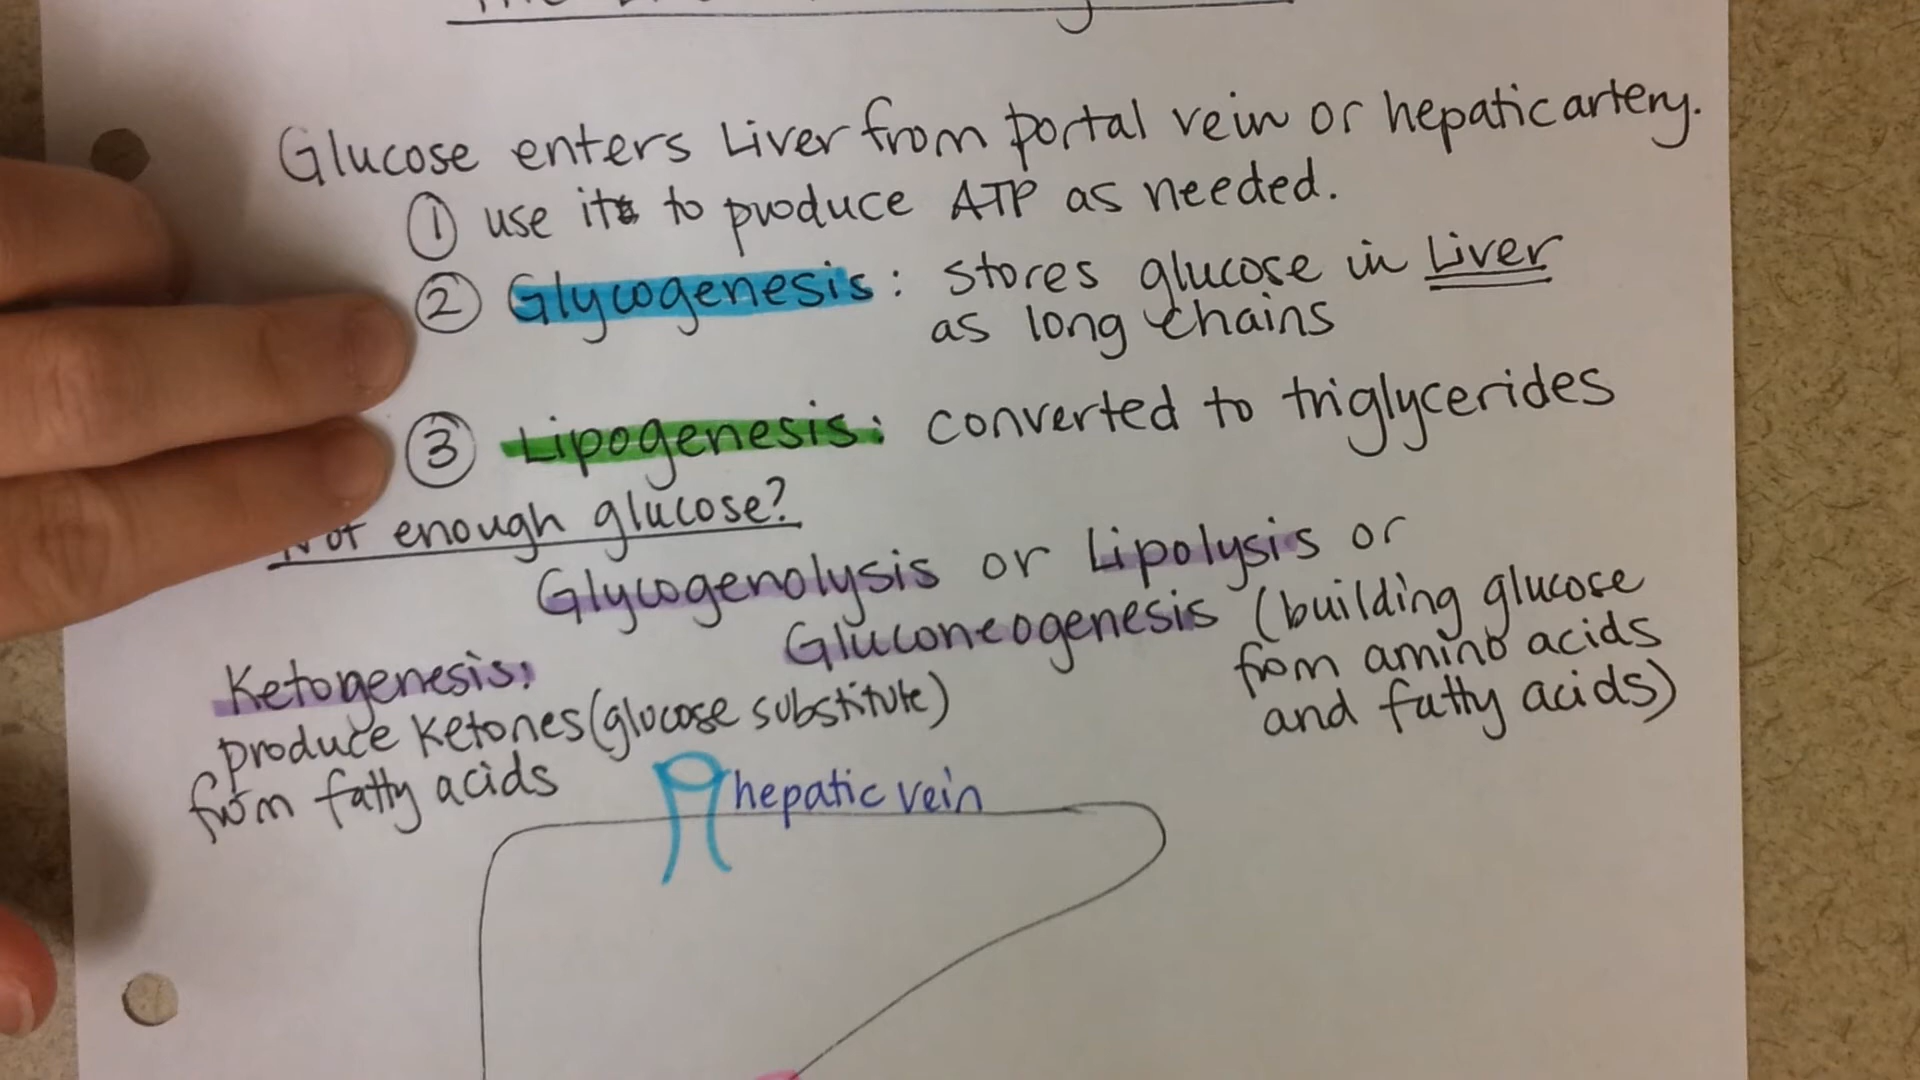 Glucose enters Liver from portal vein or hepatic artery.
① use it to produce ATP as needed.
② Glycogenesis: stores glucose in Liver
as long chains
③ Lipogenesis: converted to triglycerides
Not enough glucose?
Glycogenolysis or Lipolysis or
Gluconeogenesis (building glucose
from amino acids
and fatty acids)
Ketogenesis:
produce ketones (glucose substitute)
from fatty acids
hepatic vein